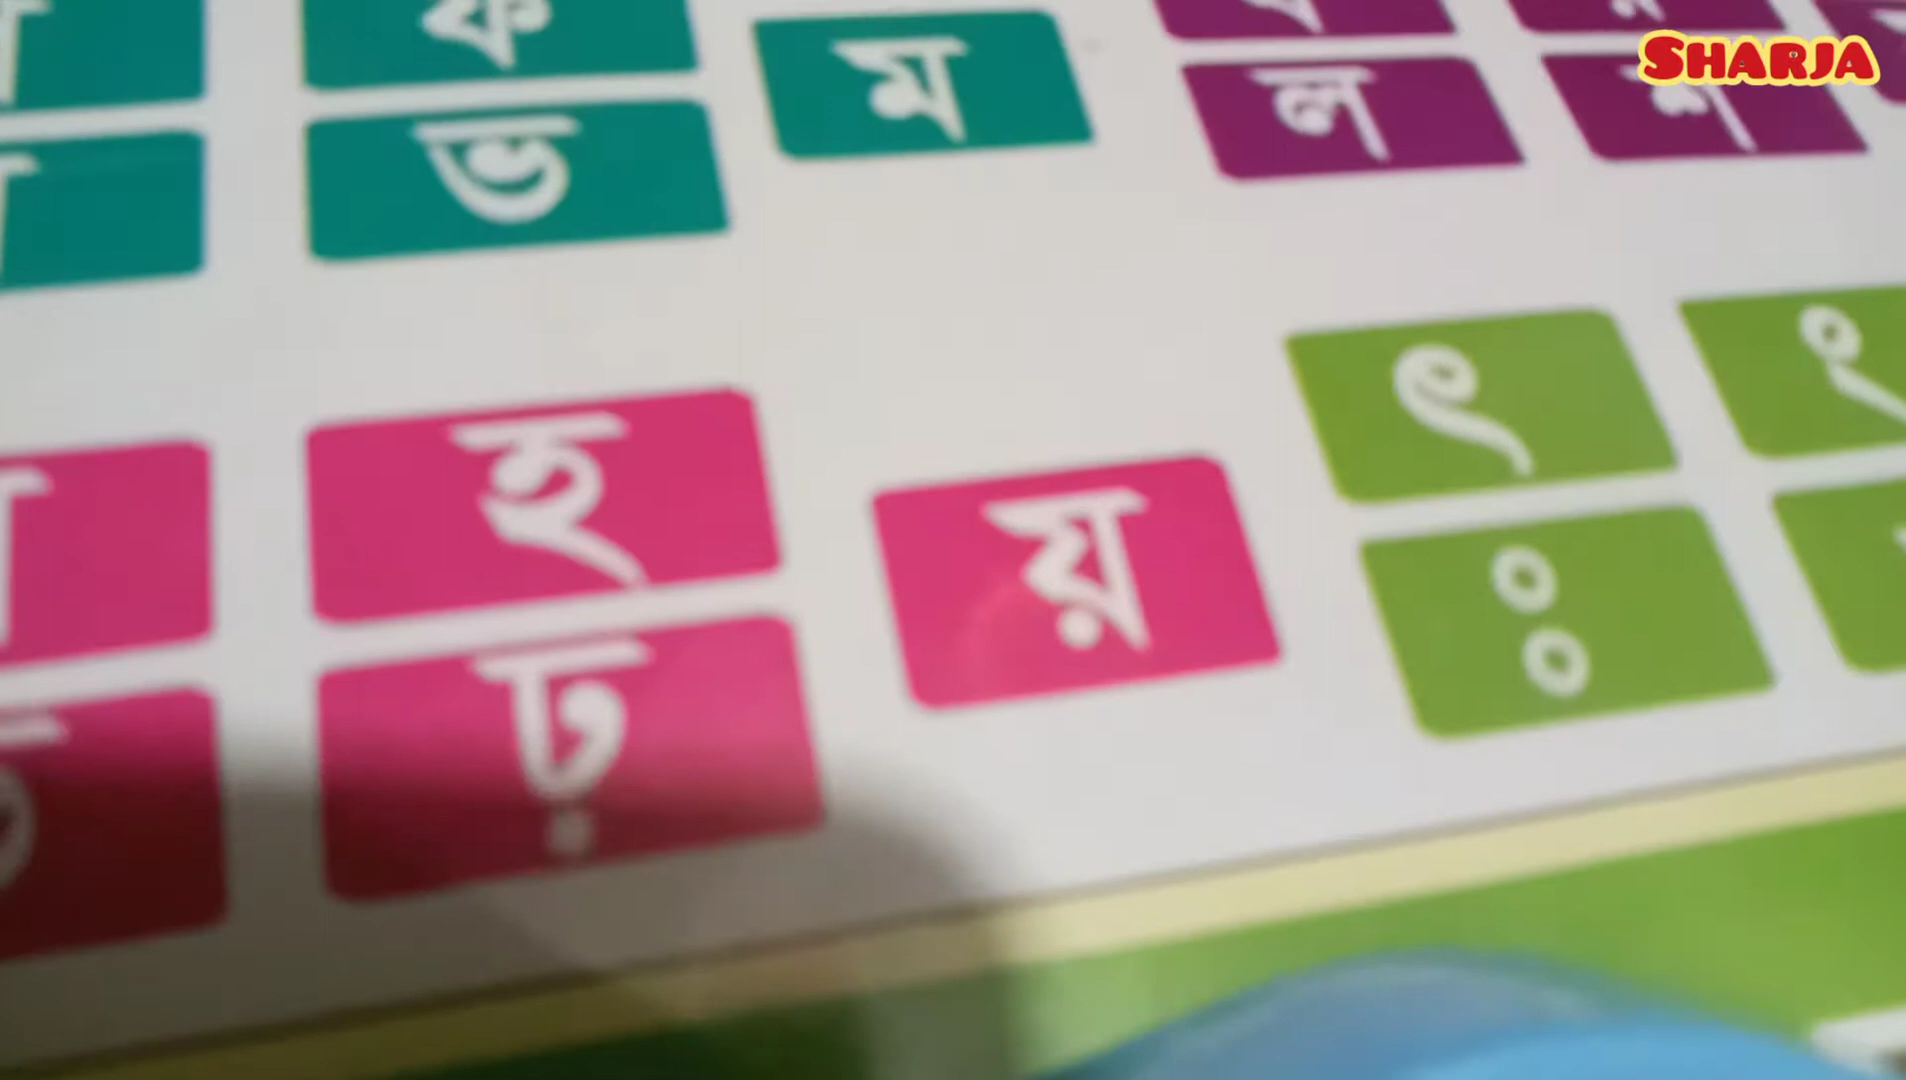 ফ
SHARJA
ভ ম ল শ
হ য় ৎ ং
ঢ় ঃ